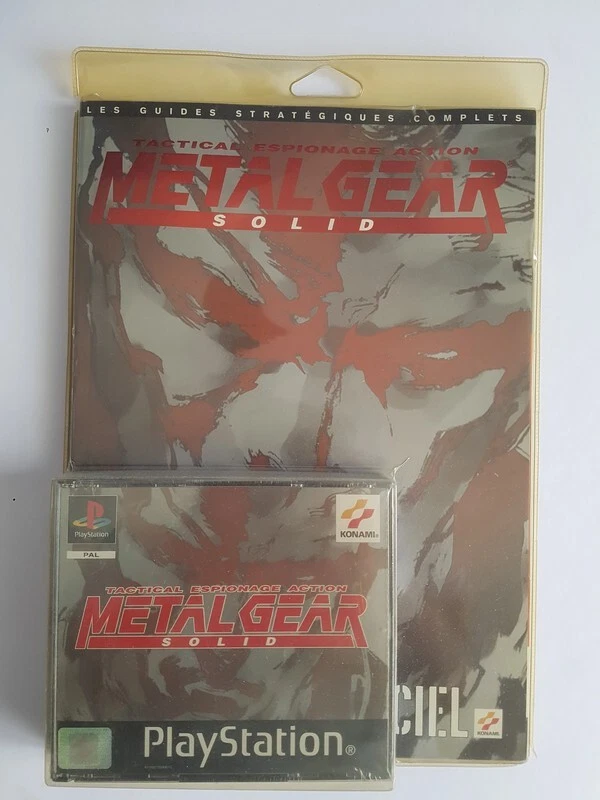 LES GUIDES STRATÉGIQUES COMPLETS
TACTICAL ESPIONAGE ACTION
METAL GEAR
SOLID
PlayStation
PAL
KONAMI®
TACTICAL ESPIONAGE ACTION
METAL GEAR
SOLID
PlayStation®
CIEL
KONAMI